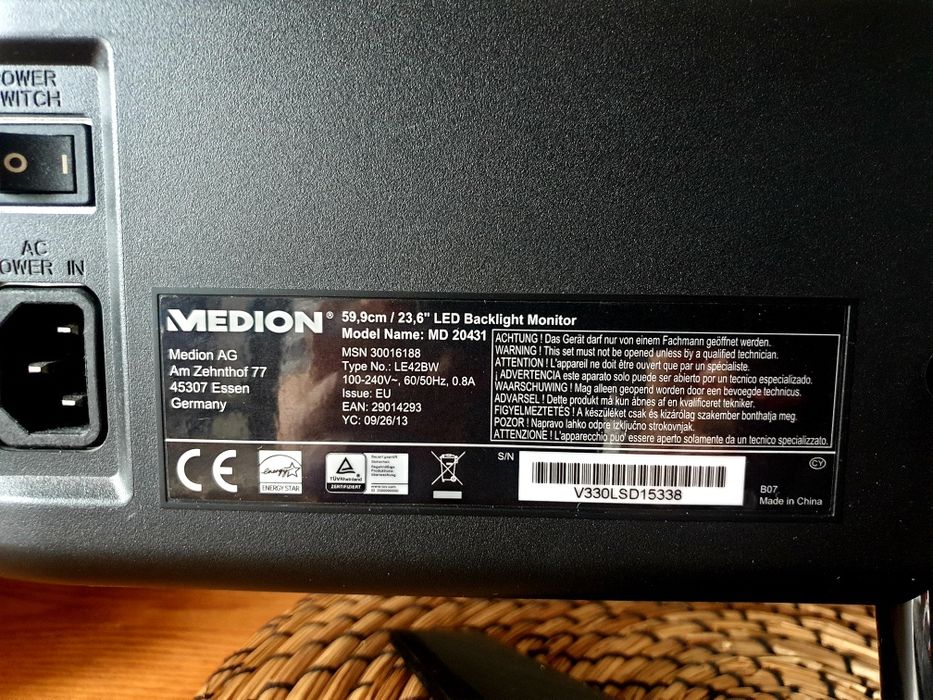 OWER
WITCH
O I
AC
OWER IN
MEDION®
Medion AG
Am Zehnthof 77
45307 Essen
Germany
59,9cm / 23,6" LED Backlight Monitor
Model Name: MD 20431
MSN 30016188
Type No.: LE42BW
100-240V~, 60/50Hz, 0.8A
Issue: EU
EAN: 29014293
YC: 09/26/13
ACHTUNG ! Das Gerät darf nur von einem Fachmann geöffnet werden.
WARNING ! This set must not be opened unless by a qualified technician.
ATTENTION ! L'appareil ne doit être ouvert que par un spécialiste.
¡ ADVERTENCIA este aparato solo puede ser abierto por un tecnico especializado.
WAARSCHUWING ! Mag alleen geopend worden door een bevoegde technicus.
ADVARSEL ! Dette produkt må kun åbnes af en kvalificeret tekniker.
FIGYELMEZTETÉS ! A készüléket csak és kizárólag szakember bonthatja meg.
POZOR ! Napravo lahko odpre izključno strokovnjak.
ATTENZIONE ! L'apparecchio puo' essere aperto solamente da un tecnico specializzato.
CE
energy
ENERGY STAR
TÜVRheinland
ZERTIFIZIERT
S/N
V330LSD15338
CY
B07
Made in China